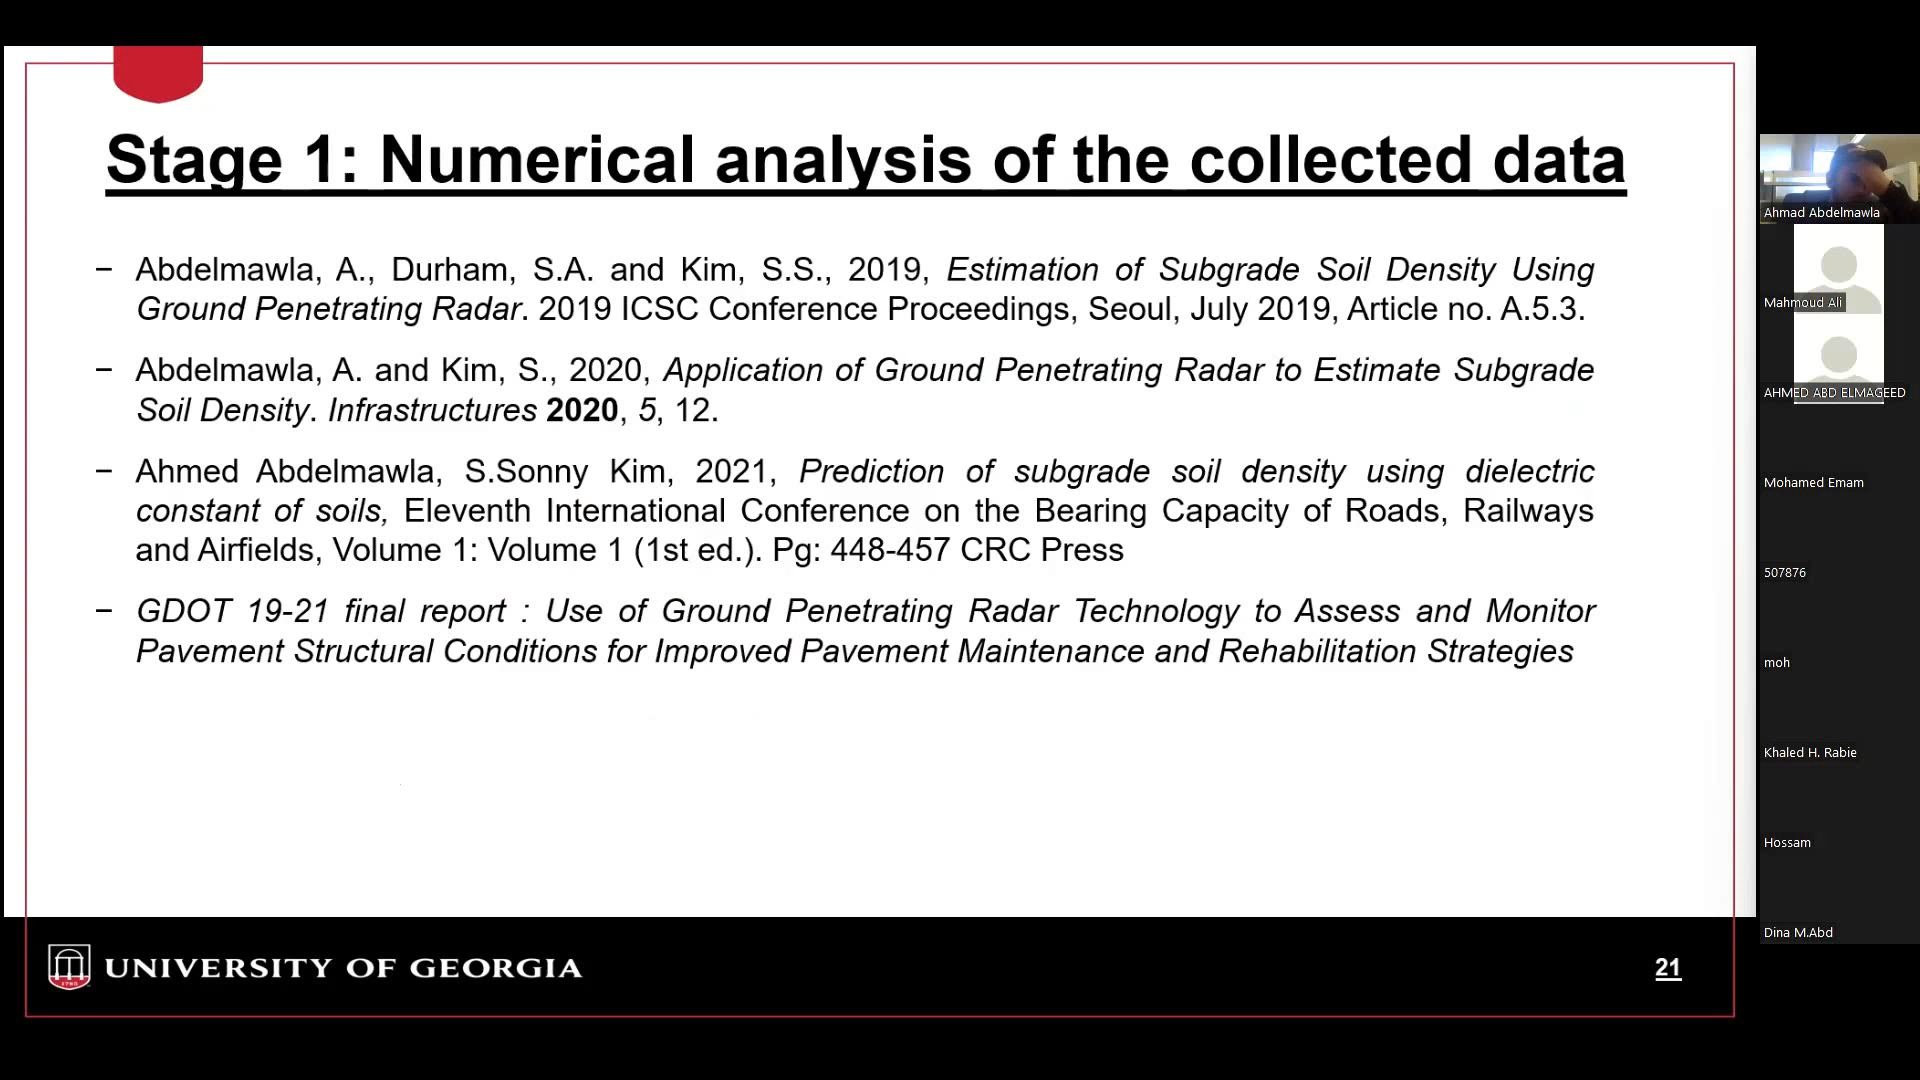 Stage 1: Numerical analysis of the collected data
− Abdelmawla, A., Durham, S.A. and Kim, S.S., 2019, Estimation of Subgrade Soil Density Using
Ground Penetrating Radar. 2019 ICSC Conference Proceedings, Seoul, July 2019, Article no. A.5.3.
− Abdelmawla, A. and Kim, S., 2020, Application of Ground Penetrating Radar to Estimate Subgrade
Soil Density. Infrastructures 2020, 5, 12.
− Ahmed Abdelmawla, S.Sonny Kim, 2021, Prediction of subgrade soil density using dielectric
constant of soils, Eleventh International Conference on the Bearing Capacity of Roads, Railways
and Airfields, Volume 1: Volume 1 (1st ed.). Pg: 448-457 CRC Press
− GDOT 19-21 final report : Use of Ground Penetrating Radar Technology to Assess and Monitor
Pavement Structural Conditions for Improved Pavement Maintenance and Rehabilitation Strategies
1785
UNIVERSITY OF GEORGIA
21
Ahmad Abdelmawla
Mahmoud Ali
AHMED ABD ELMAGEED
Mohamed Emam
507876
moh
Khaled H. Rabie
Hossam
Dina M.Abd